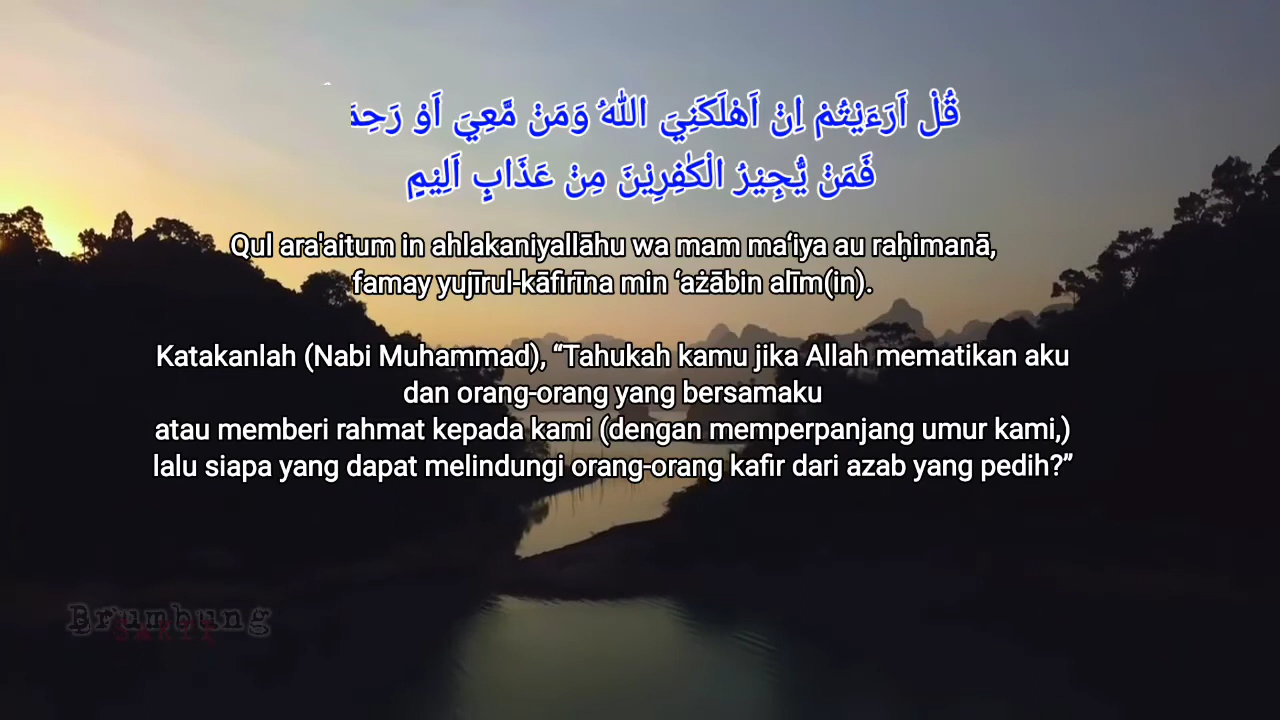 قُلْ اَرَءَيْتُمْ اِنْ اَهْلَكَنِيَ اللّٰهُ وَمَنْ مَّعِيَ اَوْ رَحِمَ
فَمَنْ يُّجِيْرُ الْكٰفِرِيْنَ مِنْ عَذَابٍ اَلِيْمٍ
Qul ara'aitum in ahlakaniyallāhu wa mam ma‘iya au raḥimanā,
famay yujīrul-kāfirīna min ‘ażābin alīm(in).
Katakanlah (Nabi Muhammad), “Tahukah kamu jika Allah mematikan aku
dan orang-orang yang bersamaku
atau memberi rahmat kepada kami (dengan memperpanjang umur kami,)
lalu siapa yang dapat melindungi orang-orang kafir dari azab yang pedih?”
Brumbung